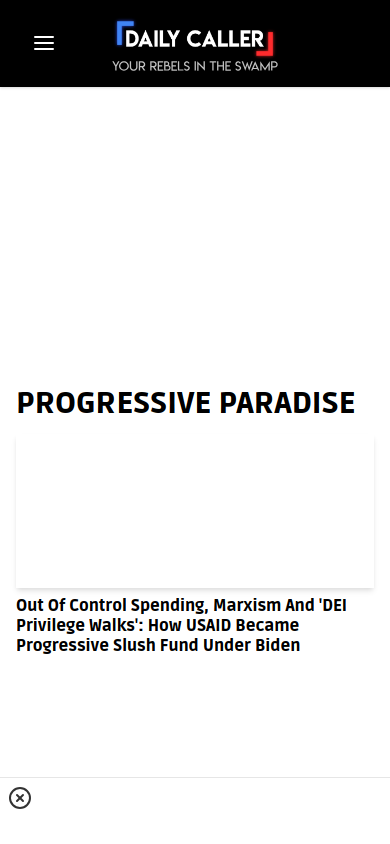 DAILY CALLER
YOUR REBELS IN THE SWAMP
PROGRESSIVE PARADISE
Out Of Control Spending, Marxism And 'DEI
Privilege Walks': How USAID Became
Progressive Slush Fund Under Biden